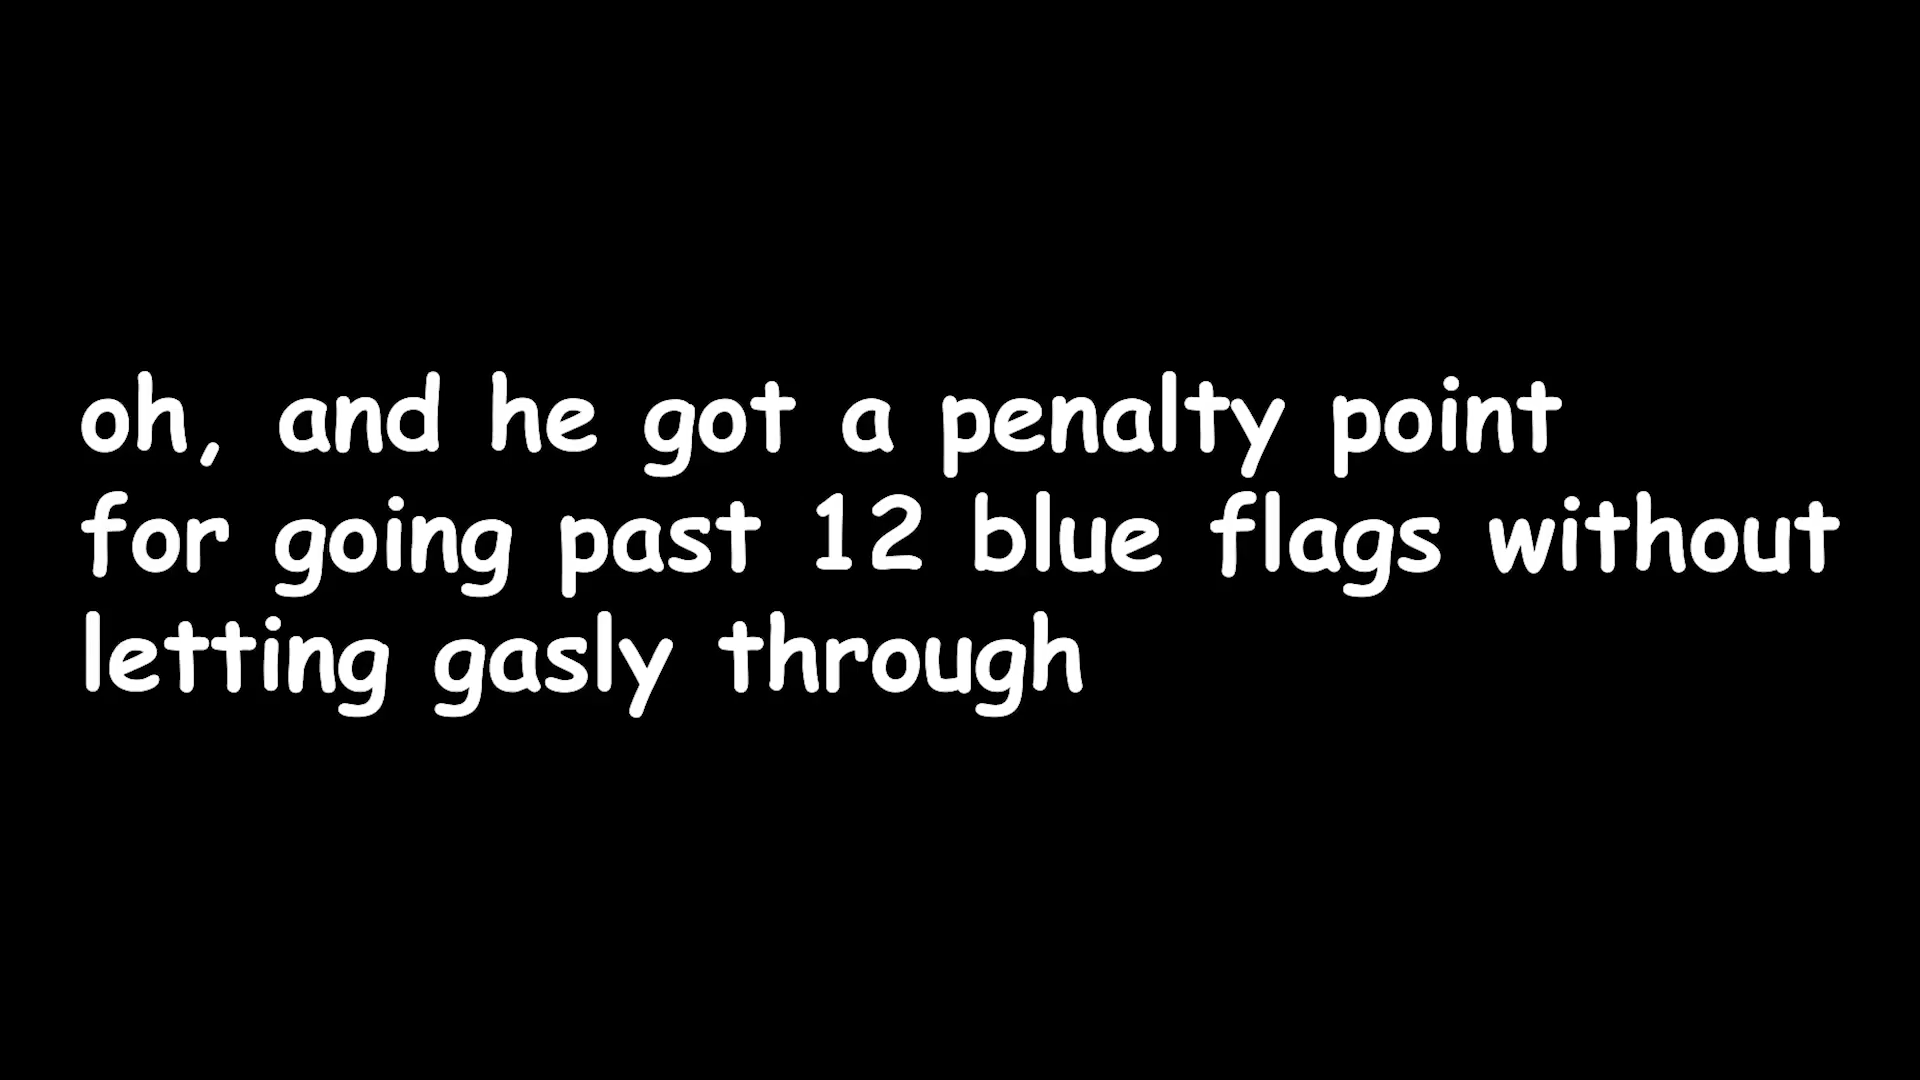 oh, and he got a penalty point
for going past 12 blue flags without
letting gasly through